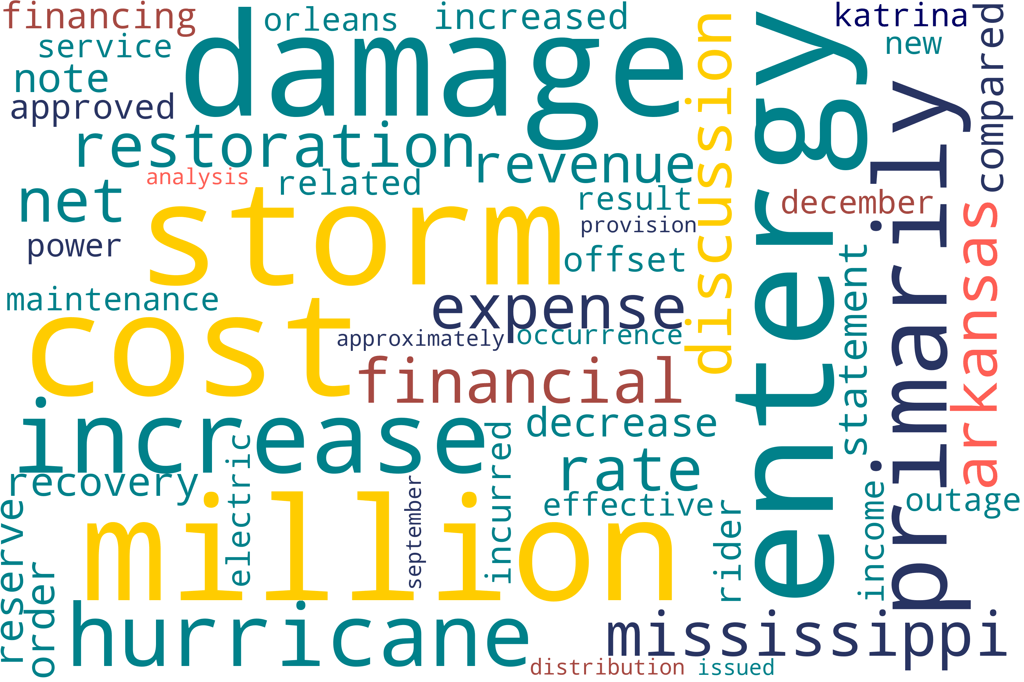 financing
orleans
increased
katrina
service
new
note
damage
discussion
entergy
compared
approved
restoration
revenue
primarily
analysis
related
net
storm
result
december
arkansas
provision
power
offset
statement
maintenance
expense
cost
approximately
occurrence
financial
increase
decrease
recovery
electric
incurred
rate
september
effective
rider
income
outage
reserve
million
order
hurricane
mississippi
distribution
issued